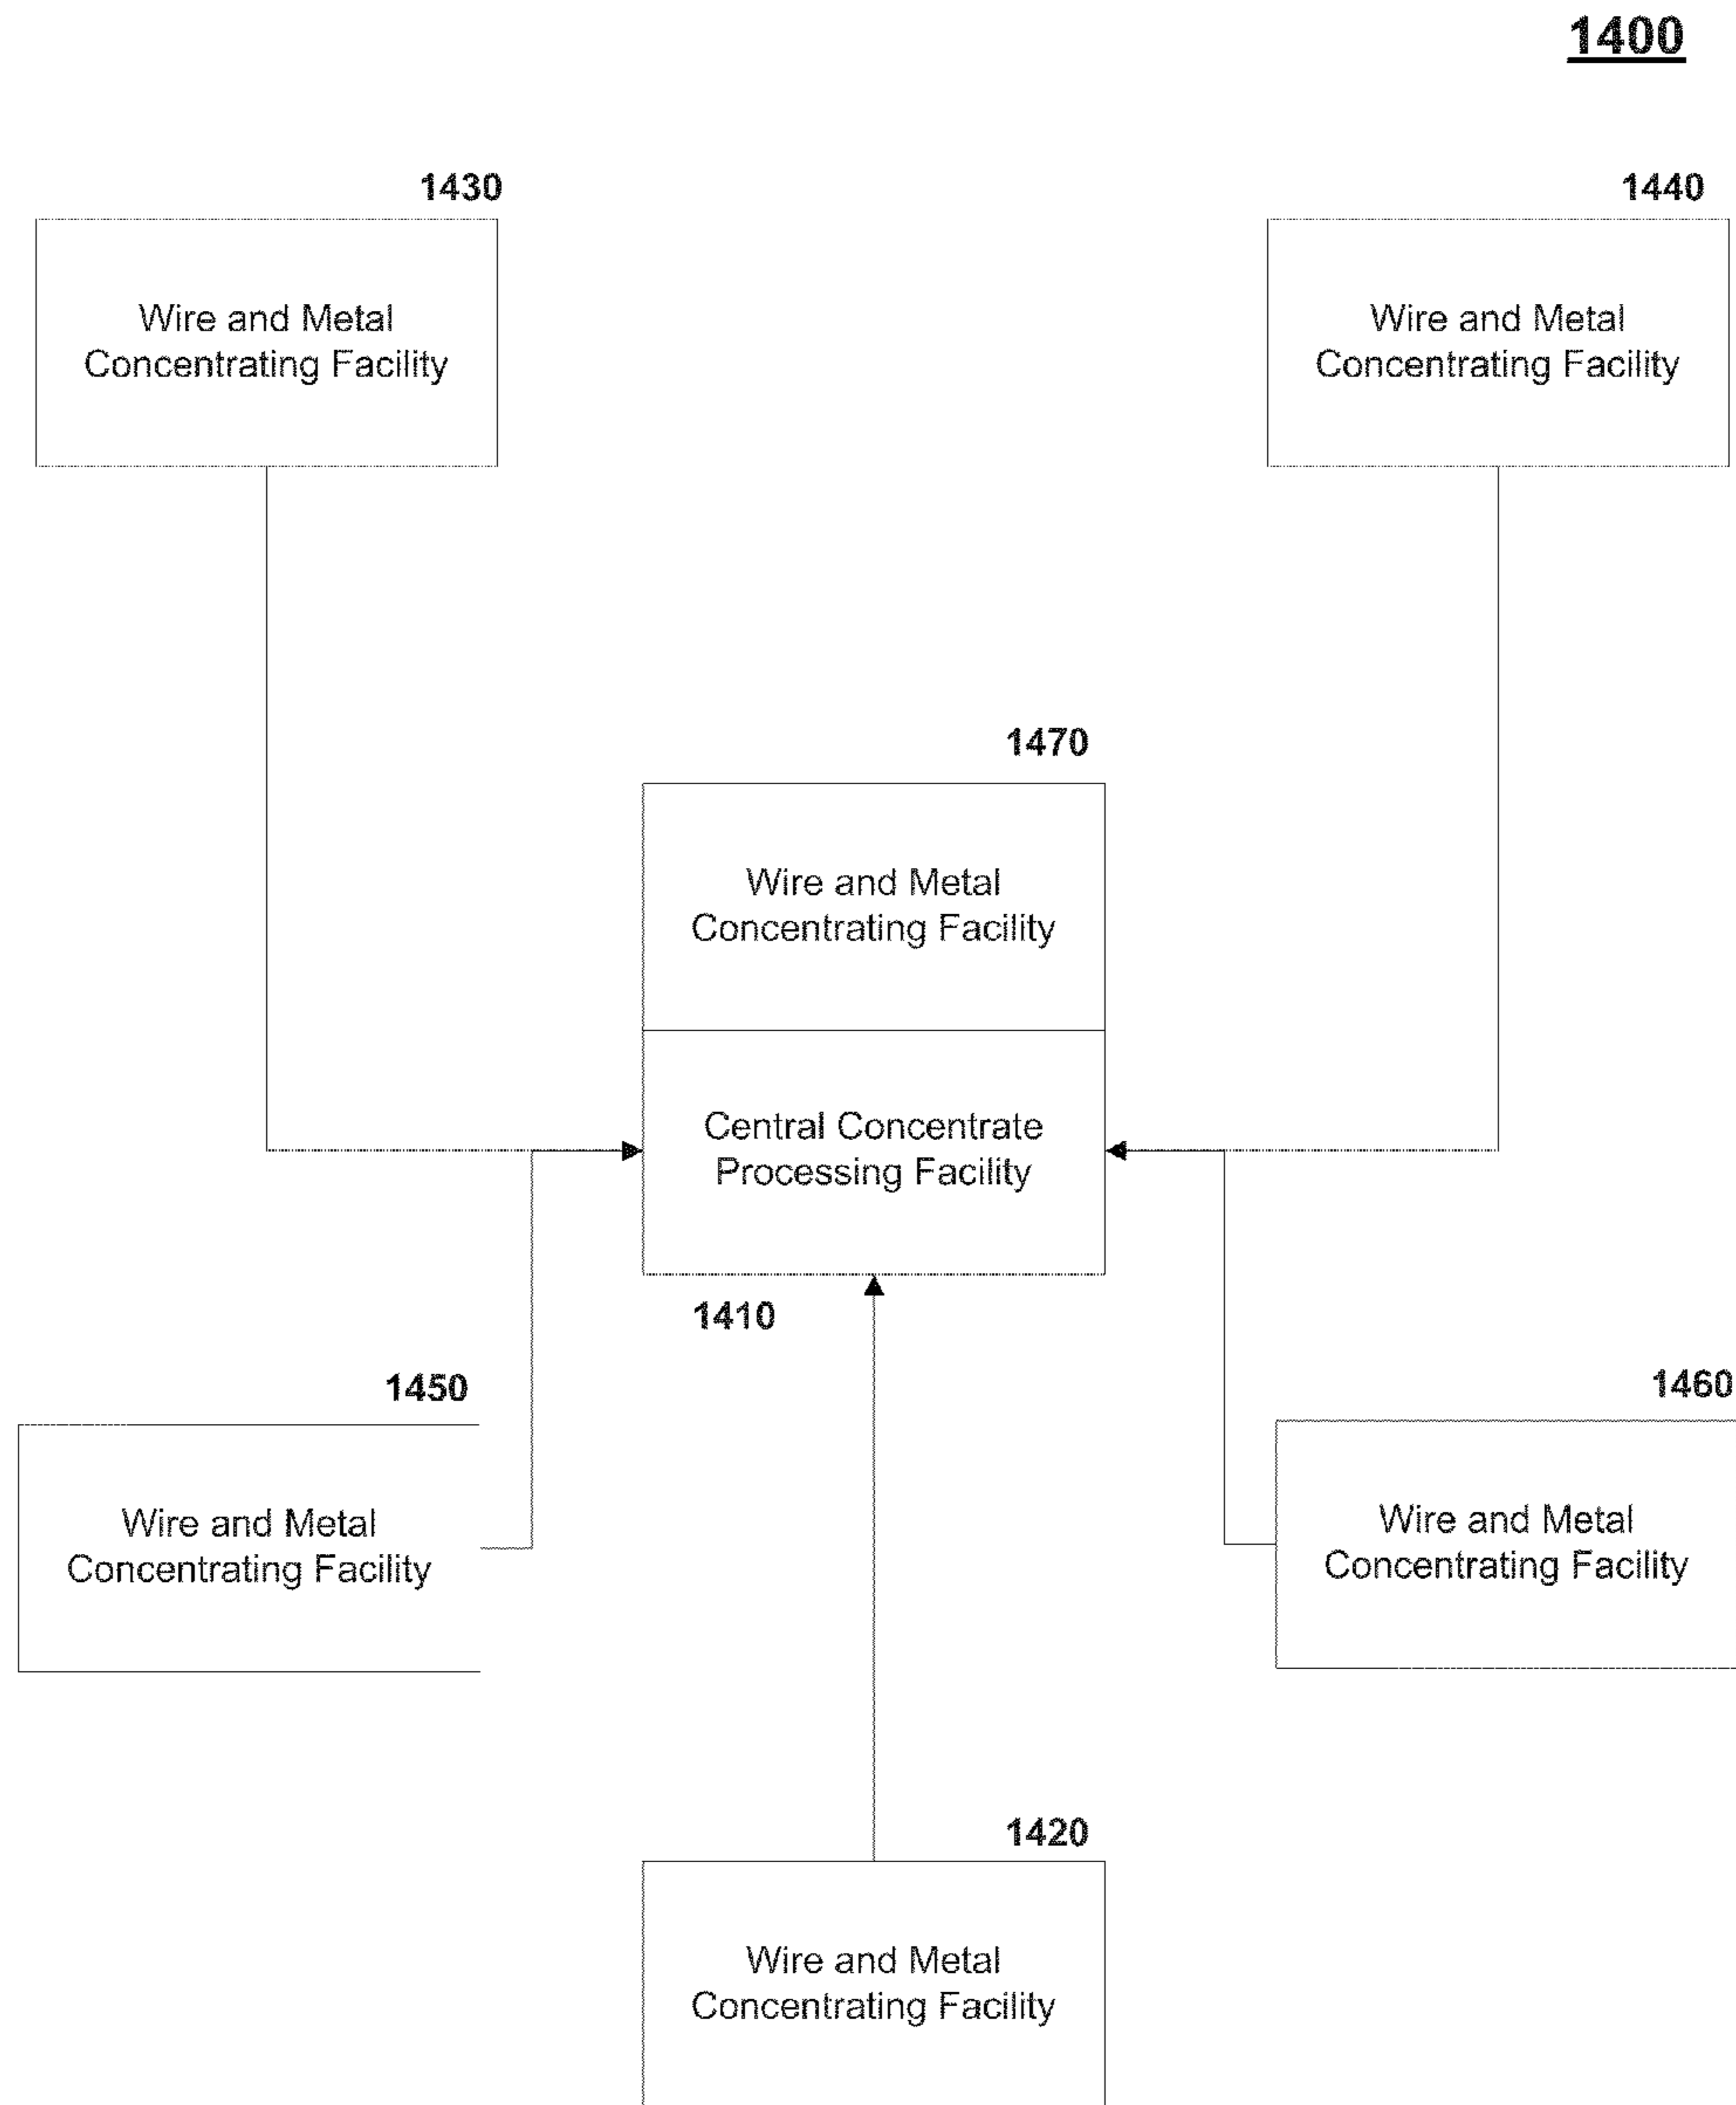 1400
1430
Wire and Metal
Concentrating Facility
1440
Wire and Metal
Concentrating Facility
1470
Wire and Metal
Concentrating Facility
Central Concentrate
Processing Facility
1410
1450
Wire and Metal
Concentrating Facility
1460
Wire and Metal
Concentrating Facility
1420
Wire and Metal
Concentrating Facility